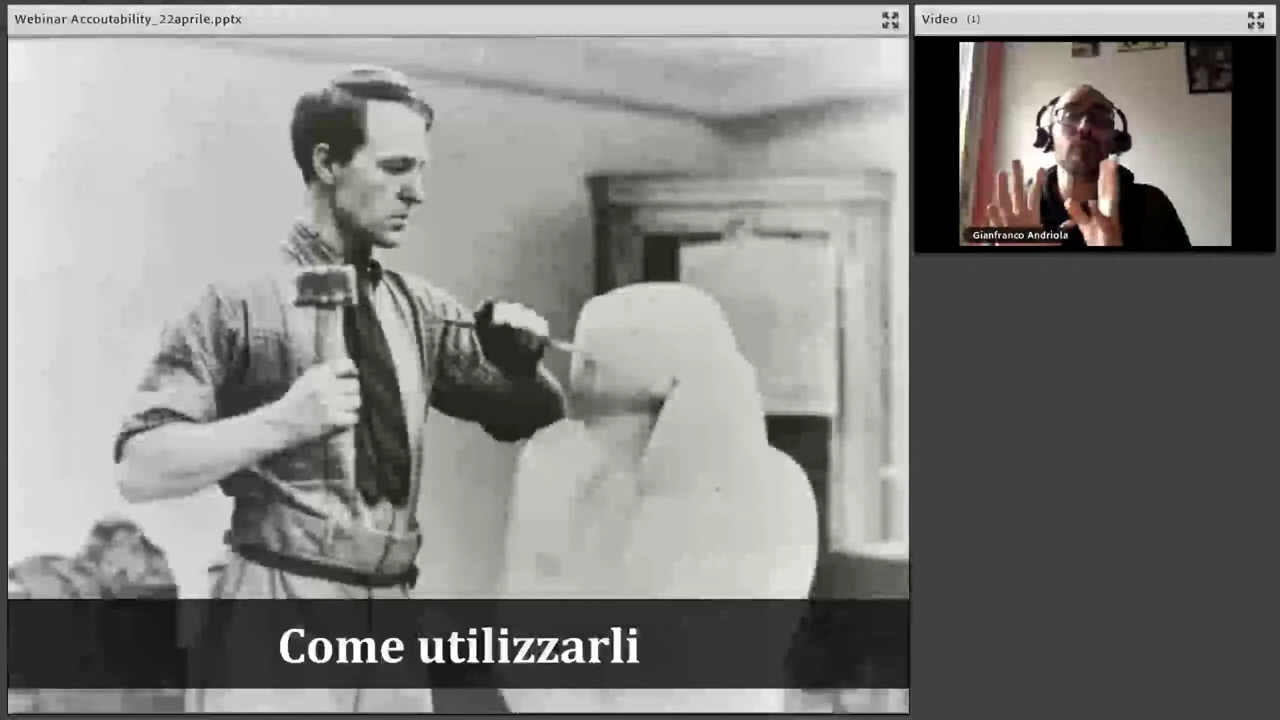 Webinar Accoutability_22aprile.pptx
Video (1)
Gianfranco Andriola
Come utilizzarli